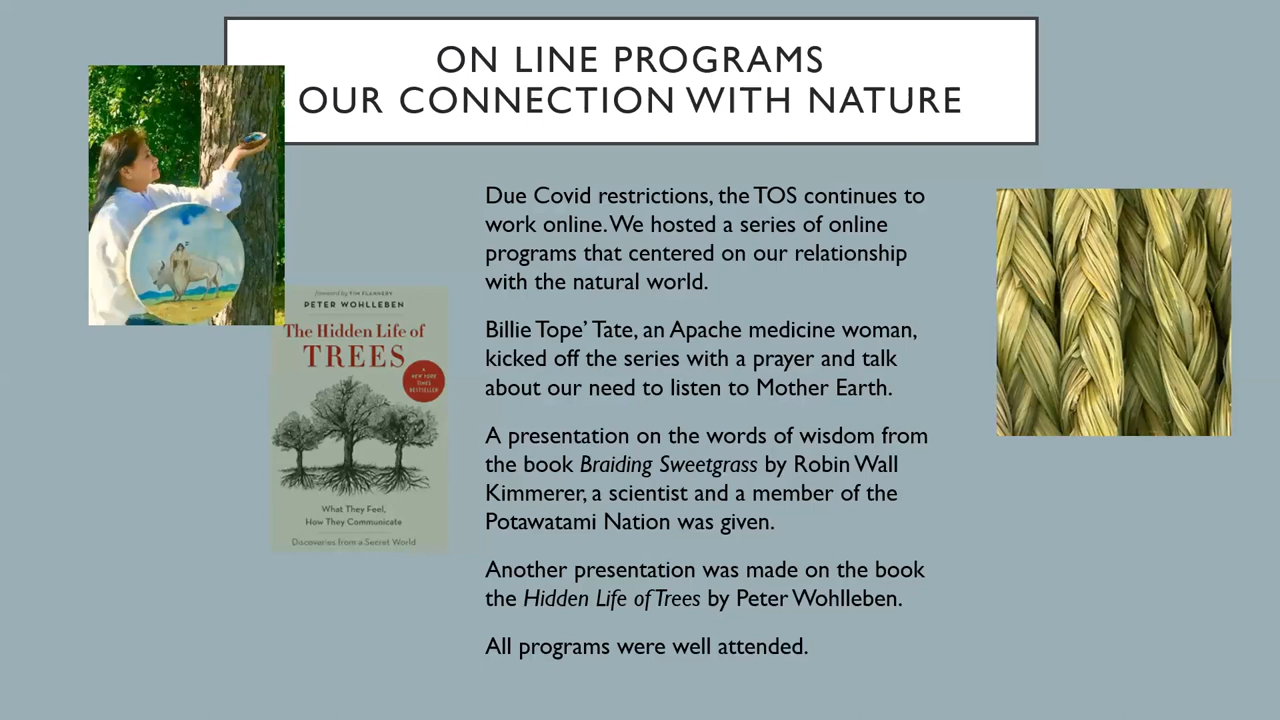 ON LINE PROGRAMS
OUR CONNECTION WITH NATURE
Due Covid restrictions, the TOS continues to
work online. We hosted a series of online
programs that centered on our relationship
with the natural world.
Billie Tope' Tate, an Apache medicine woman,
kicked off the series with a prayer and talk
about our need to listen to Mother Earth.
A presentation on the words of wisdom from
the book Braiding Sweetgrass by Robin Wall
Kimmerer, a scientist and a member of the
Potawatami Nation was given.
Another presentation was made on the book
the Hidden Life of Trees by Peter Wohlleben.
All programs were well attended.
Foreword by TIM FLANNERY
PETER WOHLLEBEN
The Hidden Life of
TREES
A
NEW YORK
TIMES
BESTSELLER
What They Feel,
How They Communicate
Discoveries from a Secret World